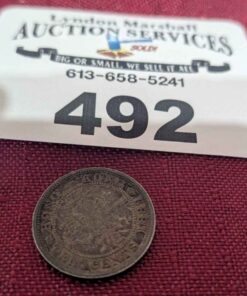 Lyndon Marshall
AUCTION SERVICES
SOLD!
BIG OR SMALL, WE SELL IT ALL
613-658-5241
492